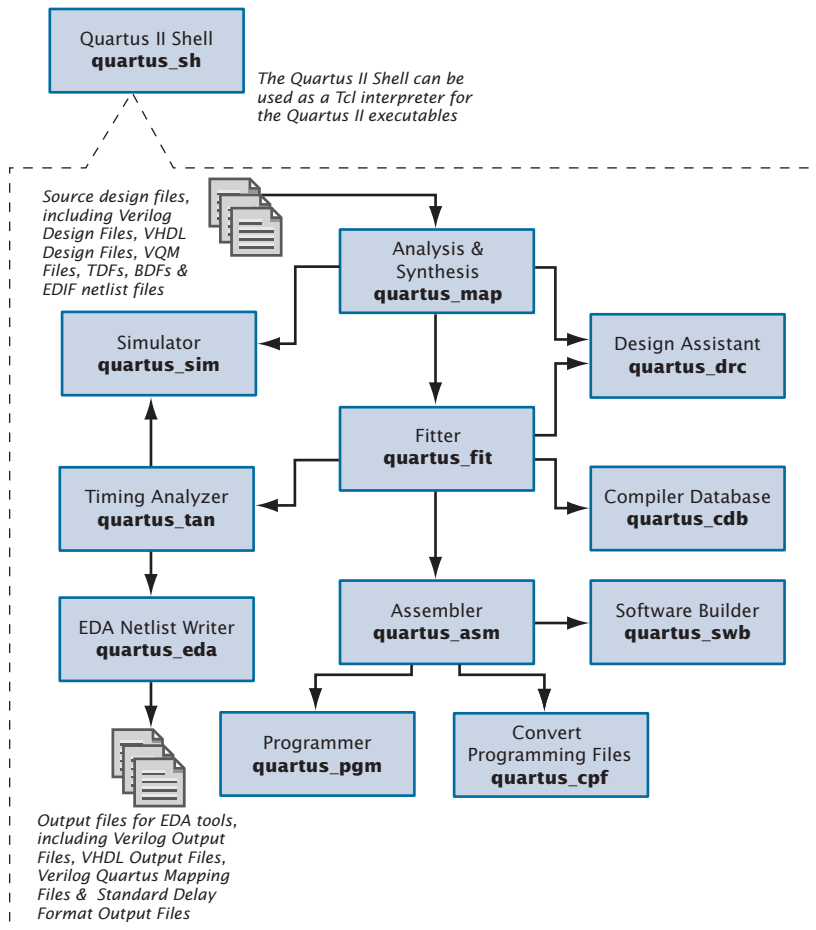 Quartus II Shell
quartus_sh
The Quartus II Shell can be
used as a Tcl interpreter for
the Quartus II executables
Source design files,
including Verilog
Design Files, VHDL
Design Files, VQM
Files, TDFs, BDFs &
EDIF netlist files
Analysis &
Synthesis
quartus_map
Simulator
quartus_sim
Design Assistant
quartus_drc
Fitter
quartus_fit
Timing Analyzer
quartus_tan
Compiler Database
quartus_cdb
EDA Netlist Writer
quartus_eda
Assembler
quartus_asm
Software Builder
quartus_swb
Programmer
quartus_pgm
Convert
Programming Files
quartus_cpf
Output files for EDA tools,
including Verilog Output
Files, VHDL Output Files,
Verilog Quartus Mapping
Files &  Standard Delay
Format Output Files